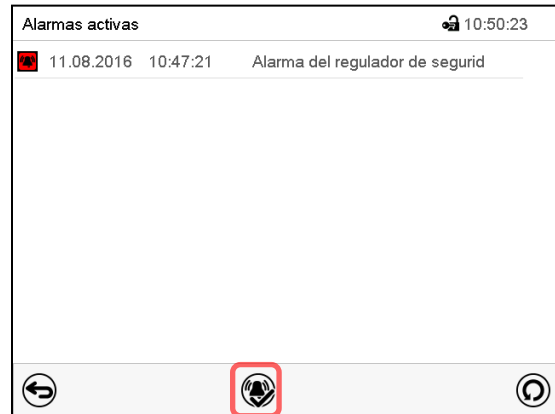 Alarmas activas 10:50:23
11.08.2016 10:47:21 Alarma del regulador de segurid